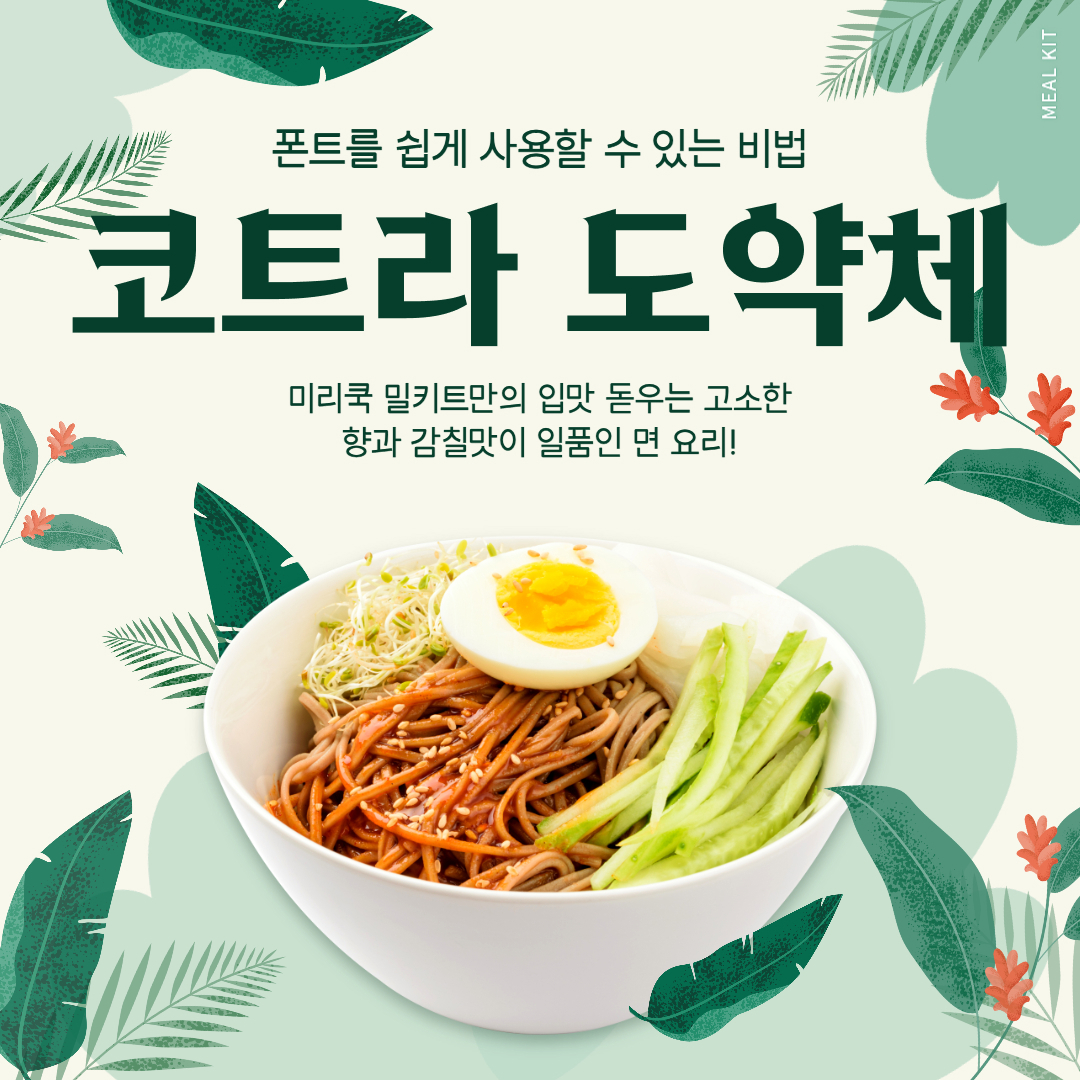 MEAL KIT
폰트를 쉽게 사용할 수 있는 비법
코트라 도약체
미리쿡 밀키트만의 입맛 돋우는 고소한
향과 감칠맛이 일품인 면 요리!